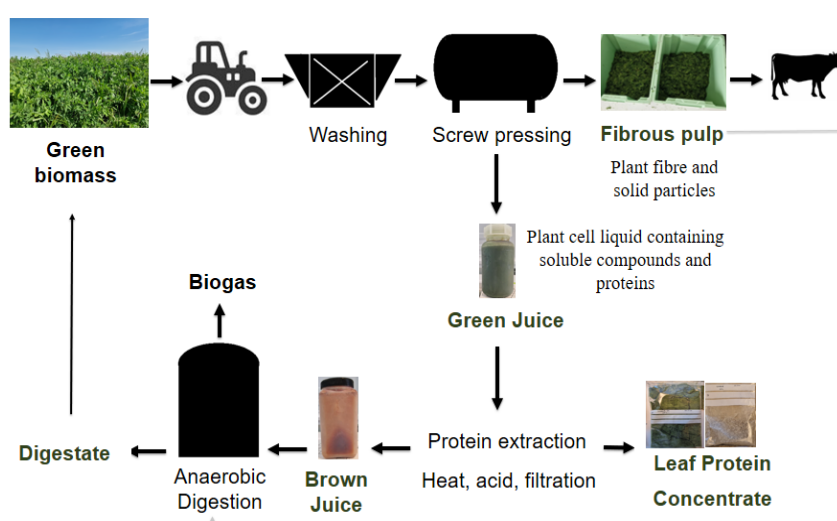 Green
biomass
Washing
Screw pressing
Fibrous pulp
Plant fibre and
solid particles
Plant cell liquid containing
soluble compounds and
proteins
Green Juice
Biogas
Protein extraction
Heat, acid, filtration
Leaf Protein
Concentrate
Brown
Juice
Anaerobic
Digestion
Digestate